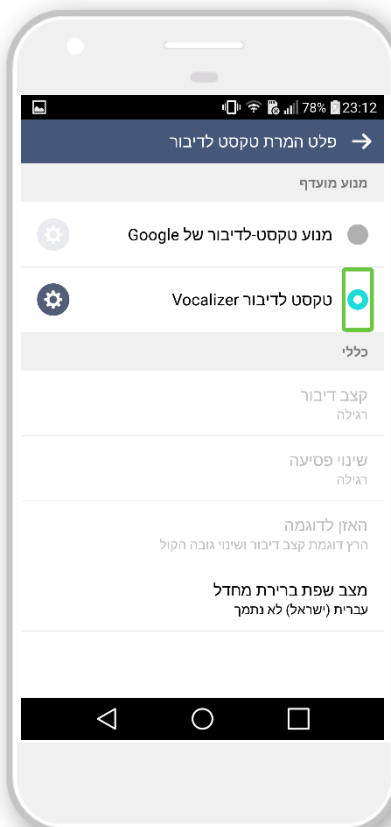 78% 23:12
פלט המרת טקסט לדיבור
מנוע מועדף
מנוע טקסט-לדיבור של Google
טקסט לדיבור Vocalizer
כללי
קצב דיבור
רגילה
שינוי פסיעה
רגילה
האזן לדוגמה
הרץ דוגמת קצב דיבור ושינוי גובה הקול
מצב שפת ברירת מחדל
עברית (ישראל) לא נתמך